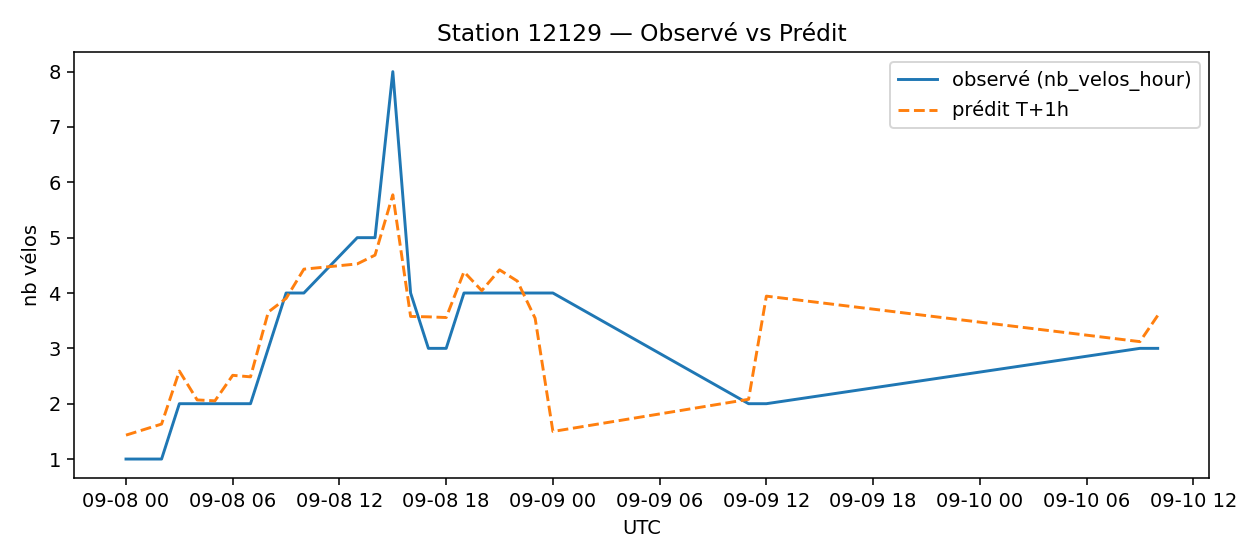 Station 12129 — Observé vs Prédit
observé (nb_velos_hour)
prédit T+1h
nb vélos
8
7
6
5
4
3
2
1
09-08 00 09-08 06 09-08 12 09-08 18 09-09 00 09-09 06 09-09 12 09-09 18 09-10 00 09-10 06 09-10 12
UTC